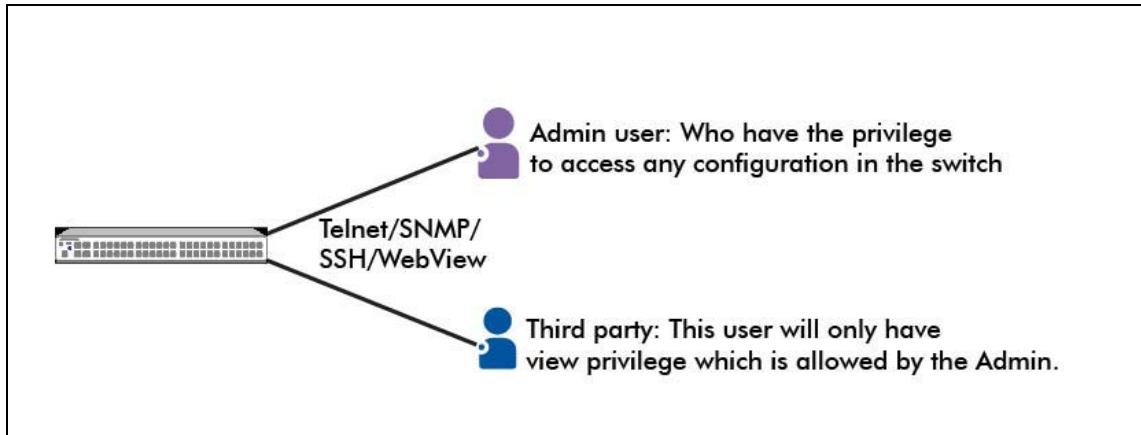 Admin user: Who have the privilege
to access any configuration in the switch
Telnet/SNMP/
SSH/WebView
Third party: This user will only have
view privilege which is allowed by the Admin.